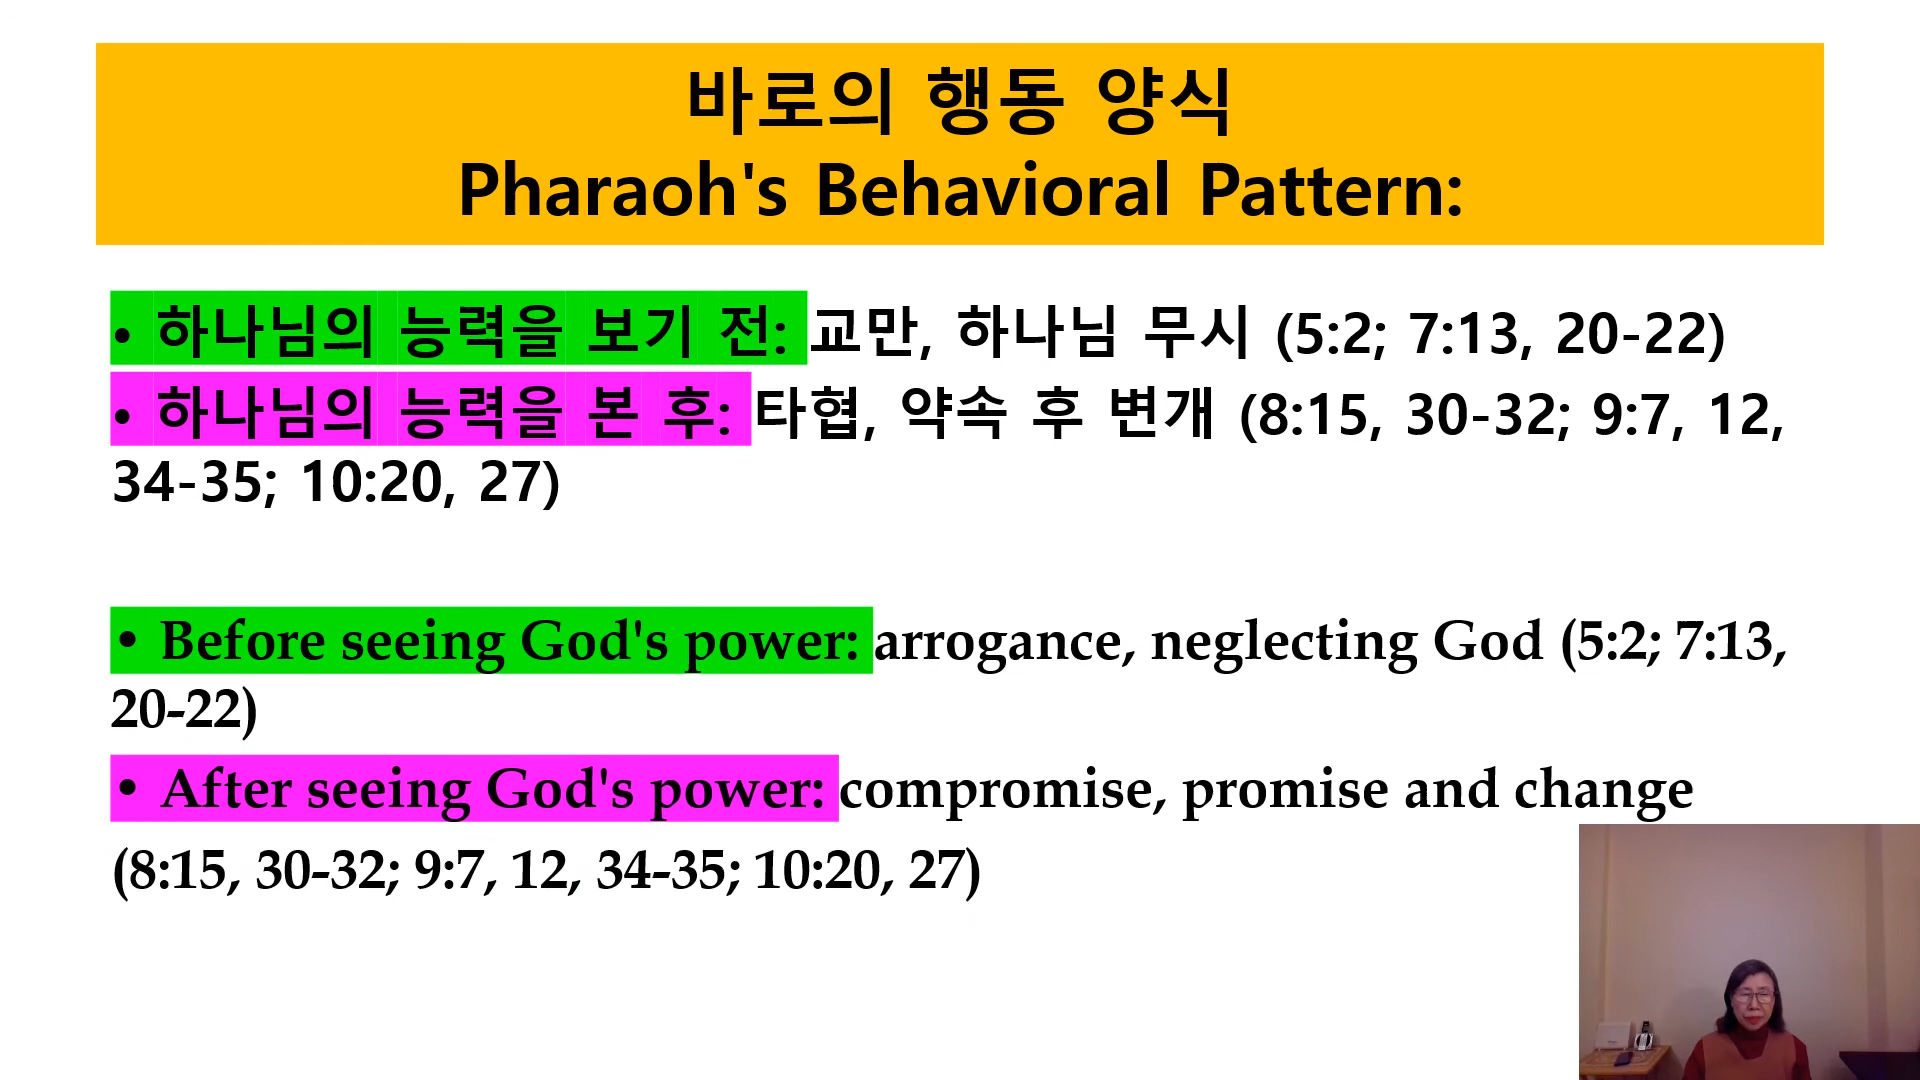 바로의 행동 양식
Pharaoh's Behavioral Pattern:
• 하나님의 능력을 보기 전: 교만, 하나님 무시 (5:2; 7:13, 20-22)
• 하나님의 능력을 본 후: 타협, 약속 후 변개 (8:15, 30-32; 9:7, 12,
34-35; 10:20, 27)
• Before seeing God's power: arrogance, neglecting God (5:2; 7:13,
20-22)
• After seeing God's power: compromise, promise and change
(8:15, 30-32; 9:7, 12, 34-35; 10:20, 27)